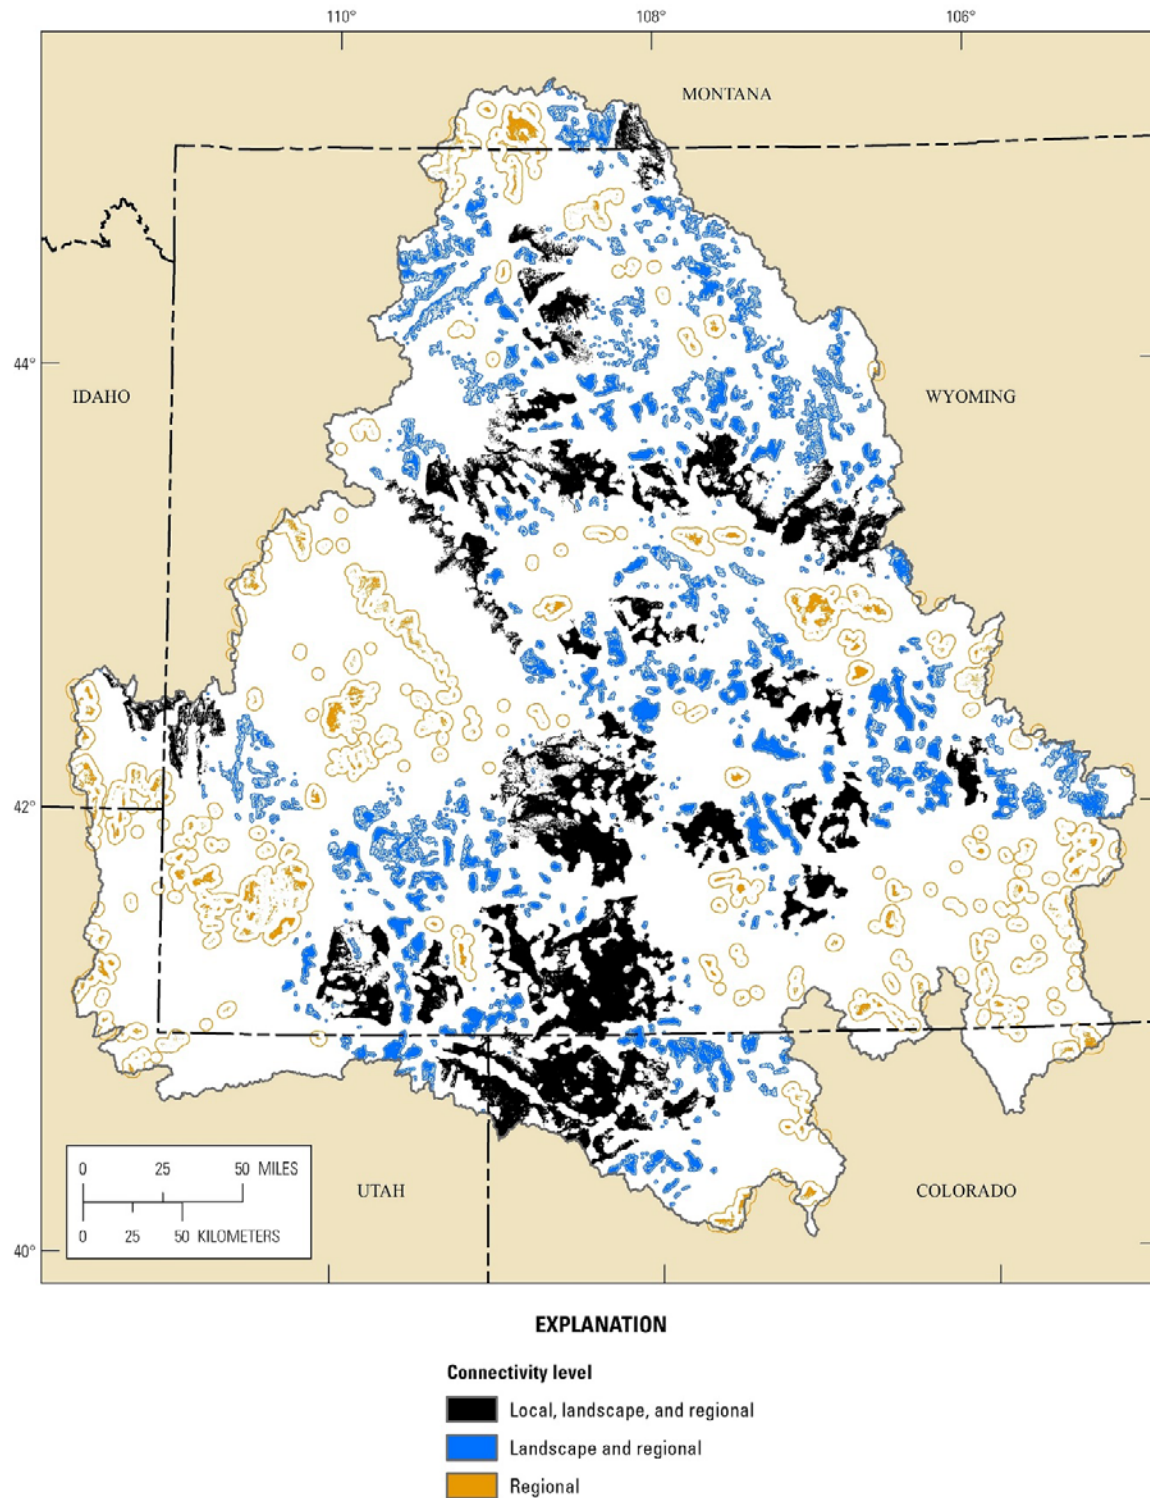 110° 108° 106°
MONTANA
44°
IDAHO WYOMING
42°
0 25 50 MILES
0 25 50 KILOMETERS
UTAH COLORADO
40°
EXPLANATION
Connectivity level
Local, landscape, and regional
Landscape and regional
Regional